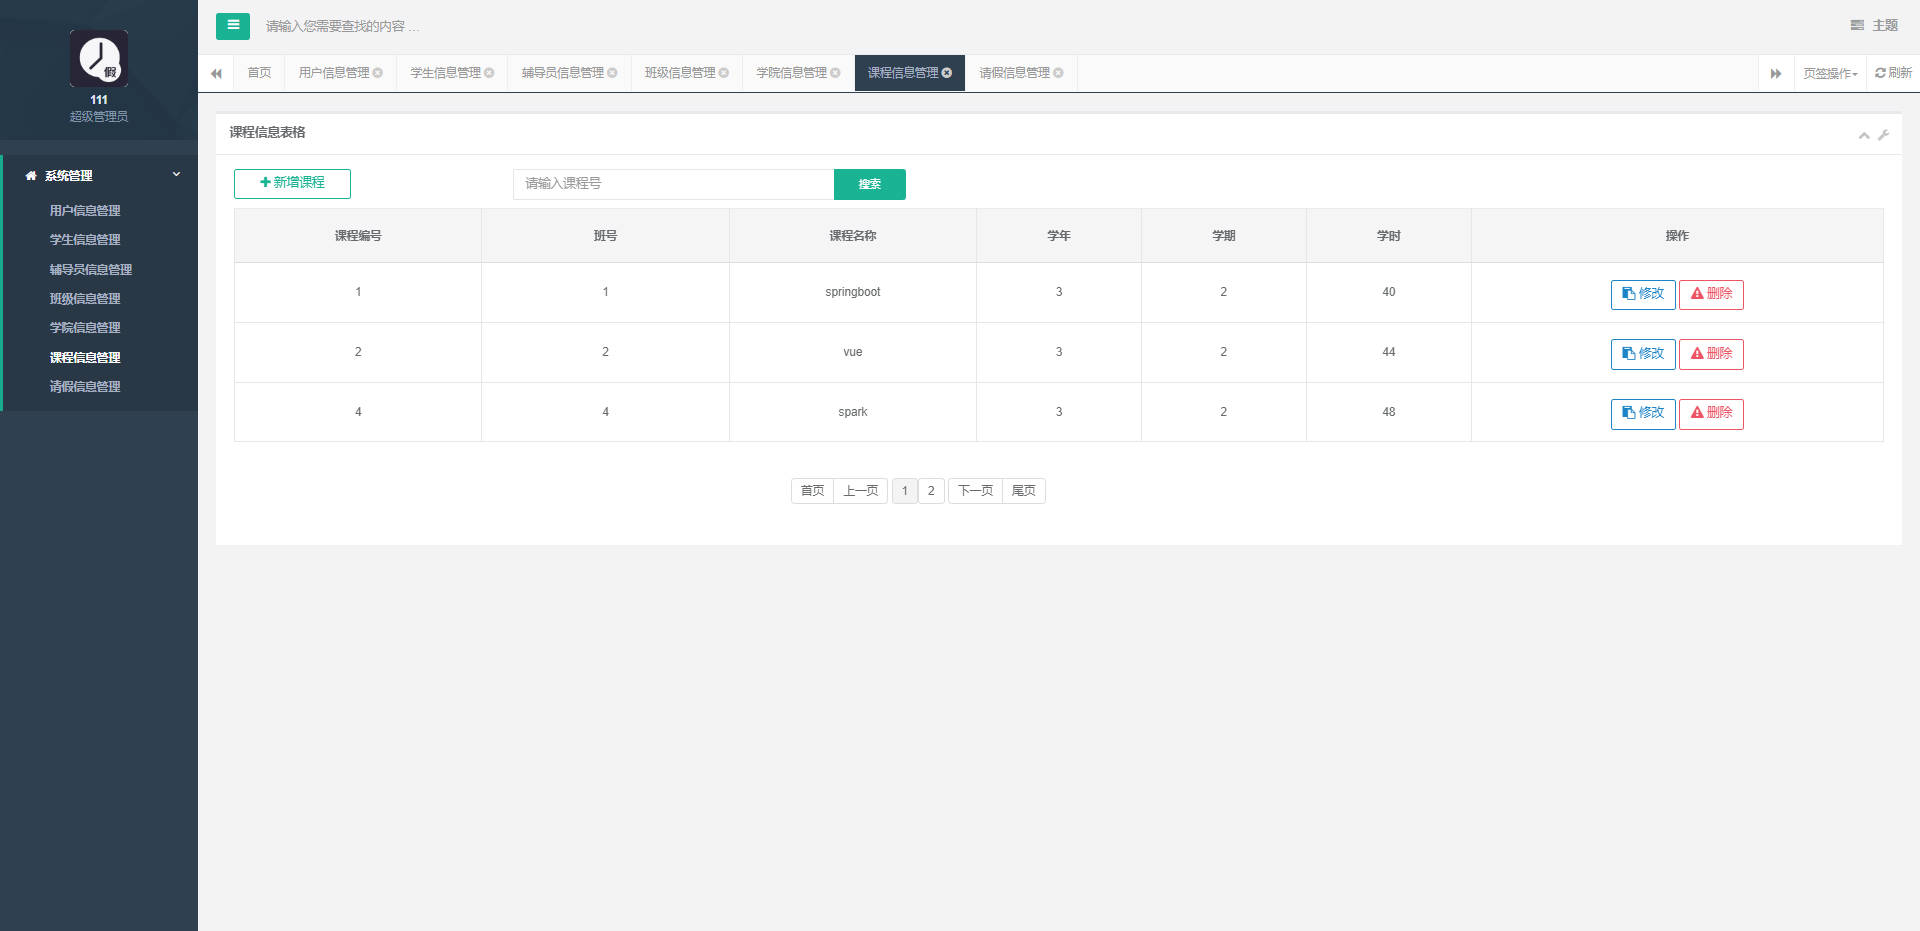 假
111
超级管理员
系统管理
用户信息管理
学生信息管理
辅导员信息管理
班级信息管理
学院信息管理
课程信息管理
请假信息管理
请输入您需要查找的内容 …
主题
首页 用户信息管理 学生信息管理 辅导员信息管理 班级信息管理 学院信息管理 课程信息管理 请假信息管理 页签操作 刷新
课程信息表格
新增课程 请输入课程号 搜索
课程编号 班号 课程名称 学年 学期 学时 操作
1 1 springboot 3 2 40 修改 删除
2 2 vue 3 2 44 修改 删除
4 4 spark 3 2 48 修改 删除
首页 上一页 1 2 下一页 尾页